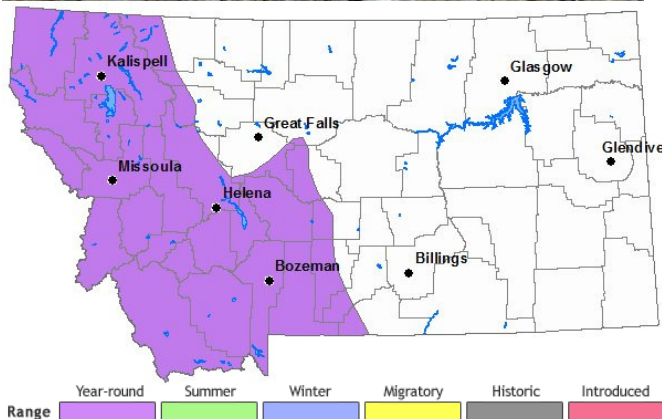 Kalispell
Glasgow
Great Falls
Glendive
Missoula
Helena
Bozeman
Billings
Year-round Summer Winter Migratory Historic Introduced
Range